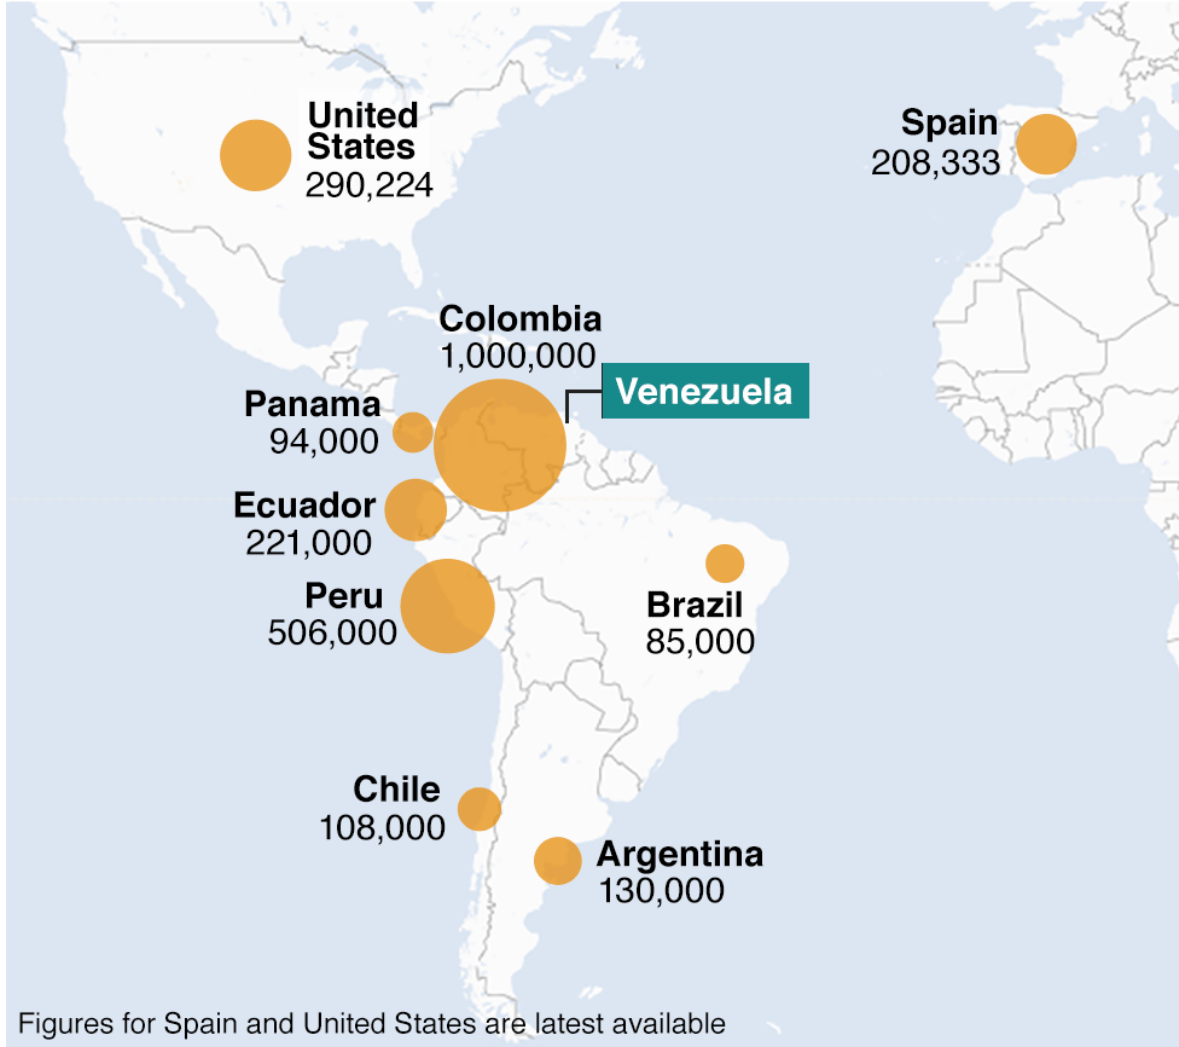 United
States
290,224
Spain
208,333
Colombia
1,000,000
Venezuela
Panama
94,000
Ecuador
221,000
Peru
506,000
Brazil
85,000
Chile
108,000
Argentina
130,000
Figures for Spain and United States are latest available